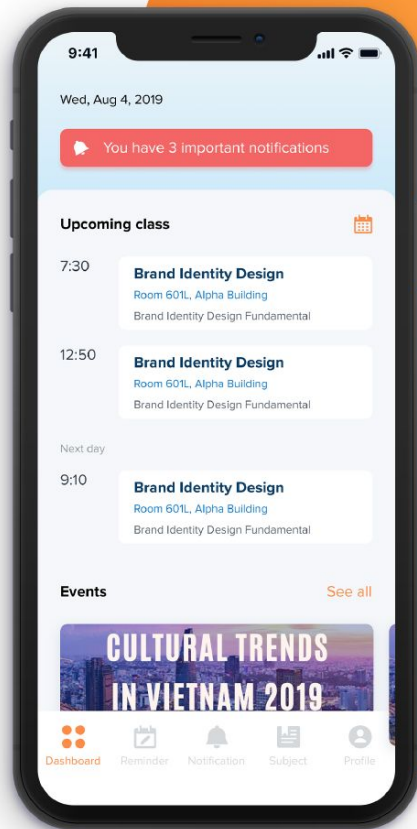 9:41
Wed, Aug 4, 2019
You have 3 important notifications
Upcoming class
7:30
Brand Identity Design
Room 601L, Alpha Building
Brand Identity Design Fundamental
12:50
Brand Identity Design
Room 601L, Alpha Building
Brand Identity Design Fundamental
Next day
9:10
Brand Identity Design
Room 601L, Alpha Building
Brand Identity Design Fundamental
Events
See all
CULTURAL TRENDS
IN VIETNAM 2019
Dashboard
Reminder
Notification
Subject
Profile